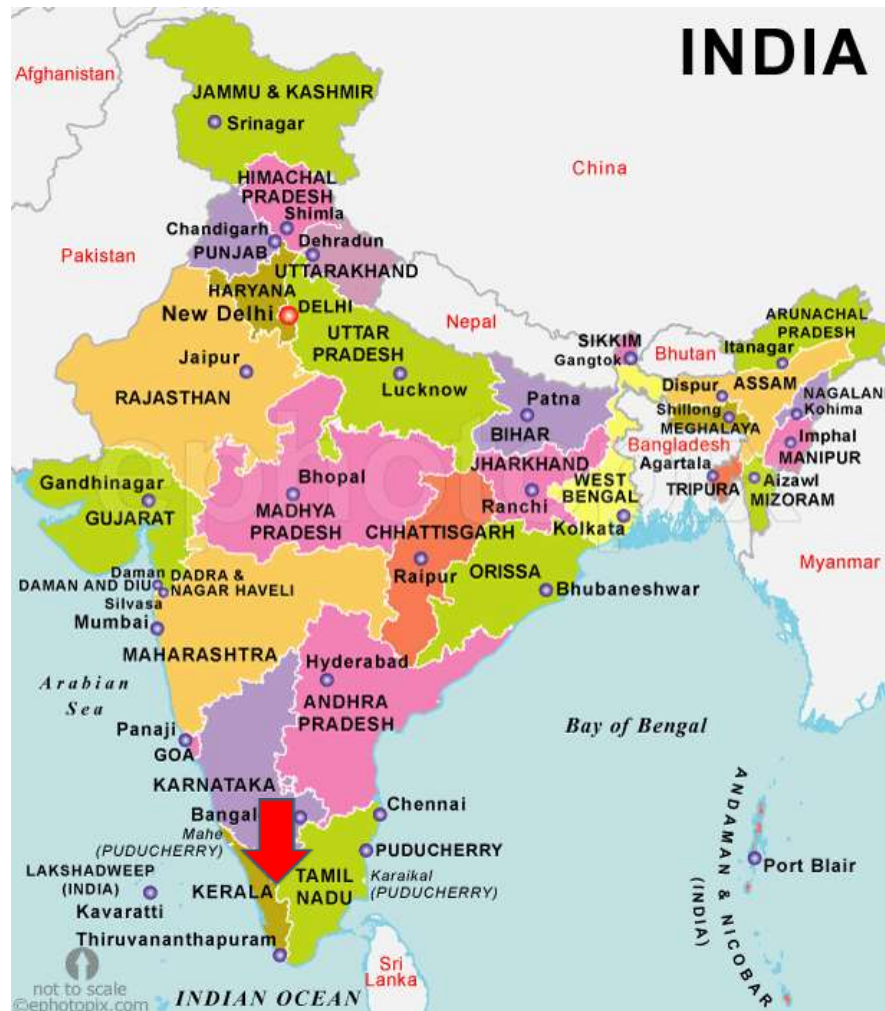 INDIA
Afghanistan
JAMMU & KASHMIR
Srinagar
China
HIMACHAL
PRADESH
Shimla
Chandigarh
PUNJAB
Dehradun
UTTARAKHAND
Pakistan
HARYANA
DELHI
New Delhi
Nepal
UTTAR
PRADESH
Lucknow
Jaipur
RAJASTHAN
SIKKIM
Gangtok
Bhutan
ARUNACHAL
PRADESH
Itanagar
Dispur
ASSAM
NAGALAN
Kohima
Shillong
MEGHALAYA
Imphal
MANIPUR
Bangladesh
Agartala
TRIPURA
Aizawl
MIZORAM
Patna
BIHAR
JHARKHAND
Ranchi
WEST
BENGAL
Kolkata
Gandhinagar
GUJARAT
Bhopal
MADHYA
PRADESH
CHHATTISGARH
Raipur
ORISSA
Bhubaneshwar
Myanmar
Daman
DAMAN AND DIU
DADRA &
NAGAR HAVELI
Silvasa
Mumbai
MAHARASHTRA
Hyderabad
ANDHRA
PRADESH
Arabian
Sea
Bay of Bengal
Panaji
GOA
KARNATAKA
Bangal
Chennai
Mahe
(PUDUCHERRY)
PUDUCHERRY
Karaikal
(PUDUCHERRY)
LAKSHADWEEP
(INDIA)
Kavaratti
KERALA
TAMIL
NADU
Thiruvananthapuram
ANDAMAN & NICOBAR
(INDIA)
Port Blair
Sri
Lanka
INDIAN OCEAN
not to scale
©ephotopix.com
ephotopix